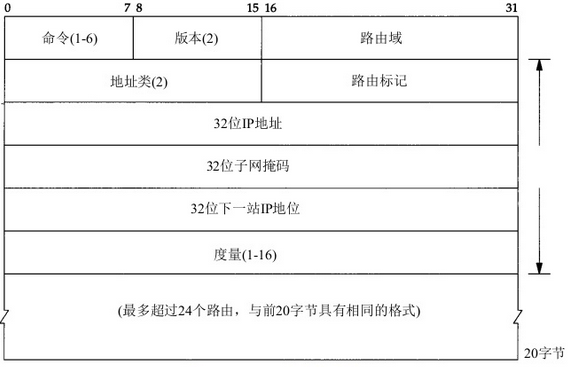 0 7 8 15 16 31
命令(1-6) 版本(2) 路由域
地址类(2) 路由标记
32位IP地址
32位子网掩码
32位下一站IP地位
度量(1-16)
(最多超过24个路由，与前20字节具有相同的格式)
20字节